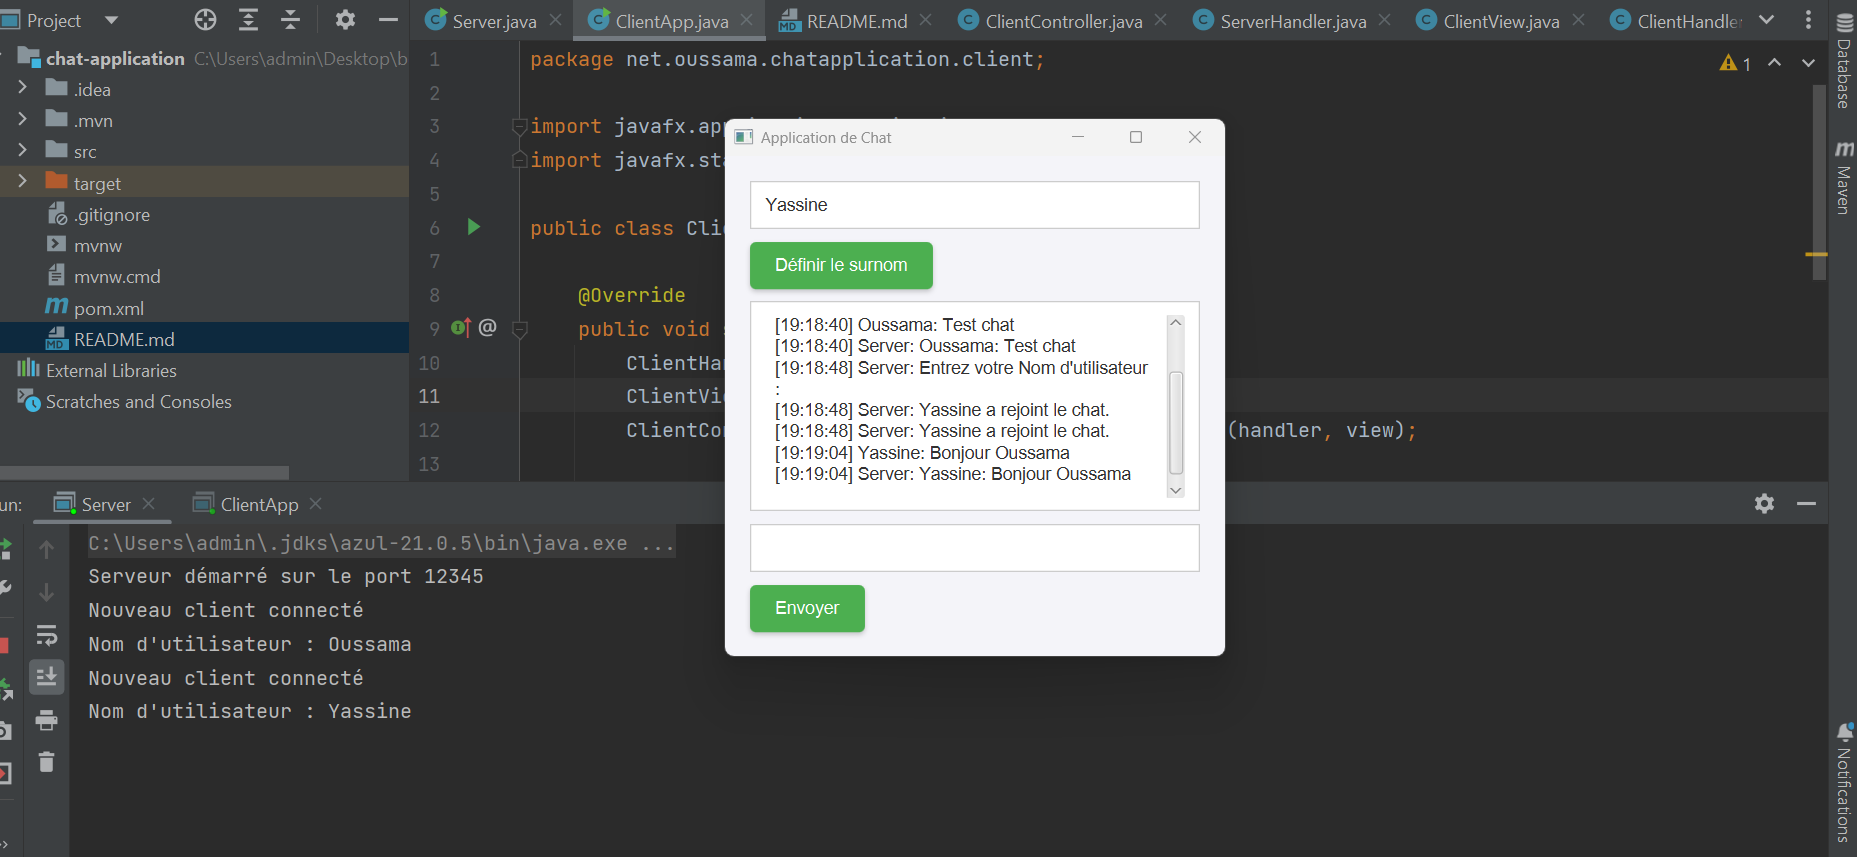 Project
Server.java
ClientApp.java
README.md
ClientController.java
ServerHandler.java
ClientView.java
ClientHandle
chat-application C:\Users\admin\Desktop\b
.idea
.mvn
src
target
.gitignore
mvnw
mvnw.cmd
pom.xml
README.md
External Libraries
Scratches and Consoles
1 package net.oussama.chatapplication.client;
2
3 import javafx.app
4 import javafx.sta
5
6 public class Clie
7
8 @Override
9 public void s
10 ClientHan
11 ClientVie
12 ClientCon (handler, view);
13
1
Application de Chat
Yassine
Définir le surnom
[19:18:40] Oussama: Test chat
[19:18:40] Server: Oussama: Test chat
[19:18:48] Server: Entrez votre Nom d'utilisateur
:
[19:18:48] Server: Yassine a rejoint le chat.
[19:18:48] Server: Yassine a rejoint le chat.
[19:19:04] Yassine: Bonjour Oussama
[19:19:04] Server: Yassine: Bonjour Oussama
Envoyer
un:
Server
ClientApp
C:\Users\admin\.jdks\azul-21.0.5\bin\java.exe ...
Serveur démarré sur le port 12345
Nouveau client connecté
Nom d'utilisateur : Oussama
Nouveau client connecté
Nom d'utilisateur : Yassine
Database
Maven
Notifications